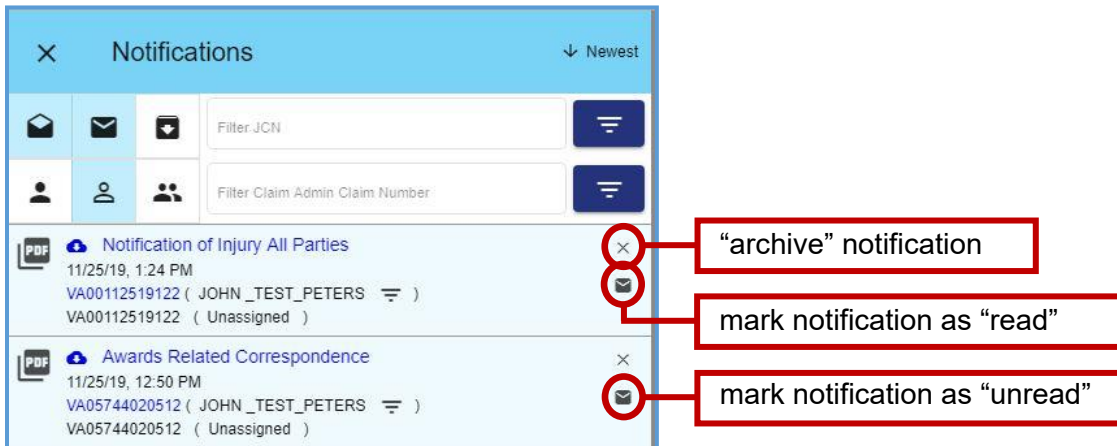 Notifications
Newest
Filter JCN
Filter Claim Admin Claim Number
PDF Notification of Injury All Parties
11/25/19, 1:24 PM
VA00112519122 ( JOHN _TEST_PETERS )
VA00112519122 ( Unassigned )
PDF Awards Related Correspondence
11/25/19, 12:50 PM
VA05744020512 ( JOHN _TEST_PETERS )
VA05744020512 ( Unassigned )
“archive” notification
mark notification as “read”
mark notification as “unread”